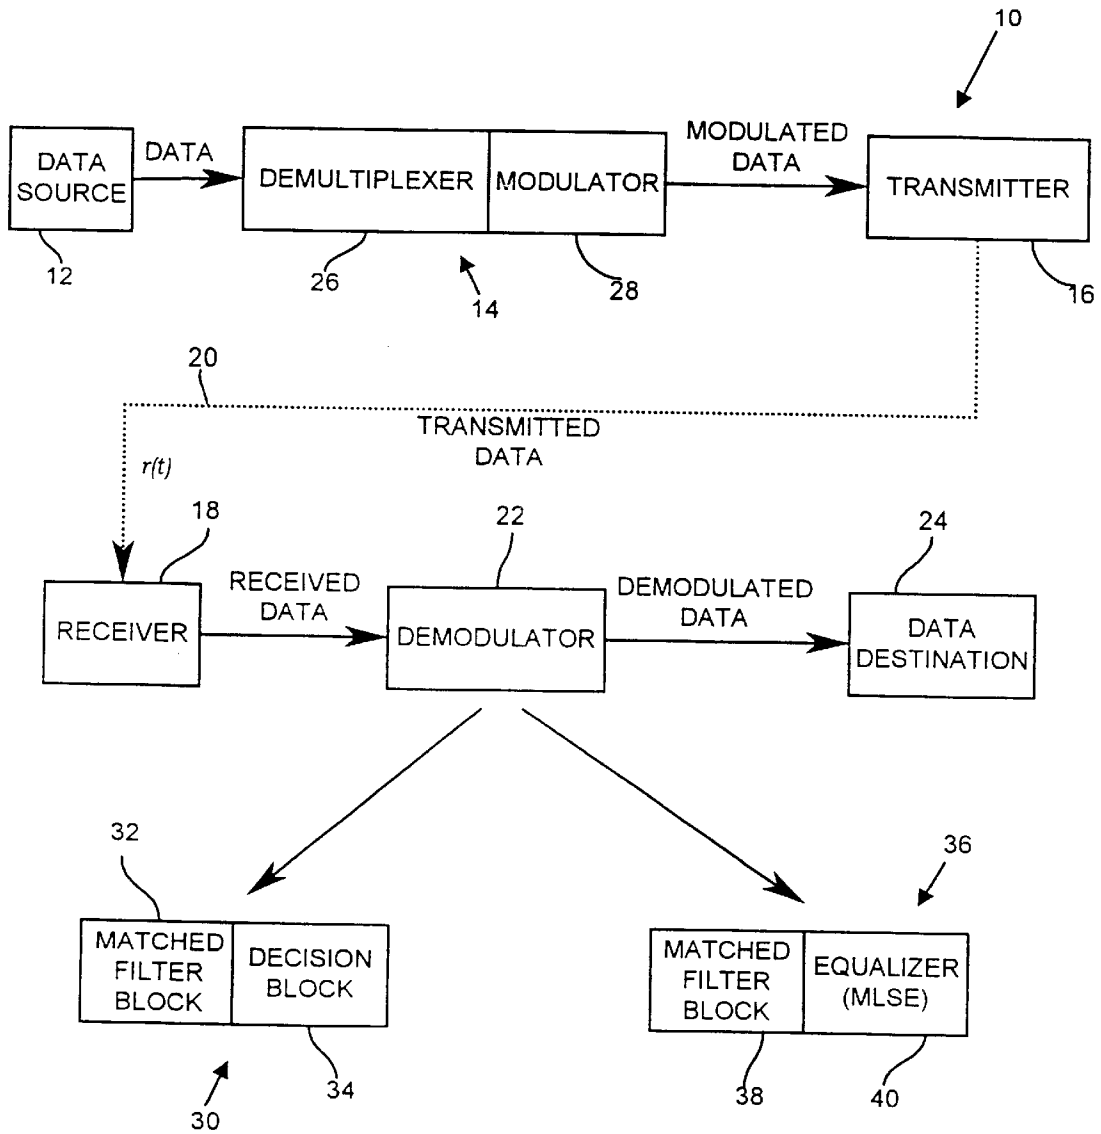 10
DATA
SOURCE
DATA
DEMULTIPLEXER
MODULATOR
MODULATED
DATA
TRANSMITTER
12
26
14
28
16
20
TRANSMITTED
DATA
r(t)
18
22
24
RECEIVER
RECEIVED
DATA
DEMODULATOR
DEMODULATED
DATA
DATA
DESTINATION
32
36
MATCHED
FILTER
BLOCK
DECISION
BLOCK
MATCHED
FILTER
BLOCK
EQUALIZER
(MLSE)
30
34
38
40